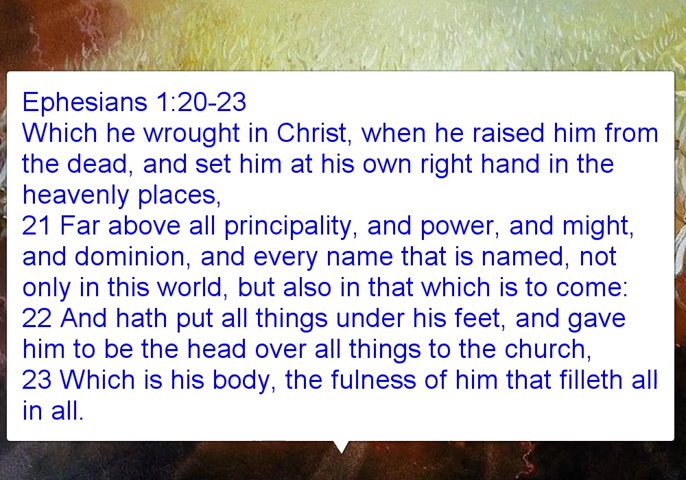 Ephesians 1:20-23
Which he wrought in Christ, when he raised him from
the dead, and set him at his own right hand in the
heavenly places,
21 Far above all principality, and power, and might,
and dominion, and every name that is named, not
only in this world, but also in that which is to come:
22 And hath put all things under his feet, and gave
him to be the head over all things to the church,
23 Which is his body, the fulness of him that filleth all
in all.